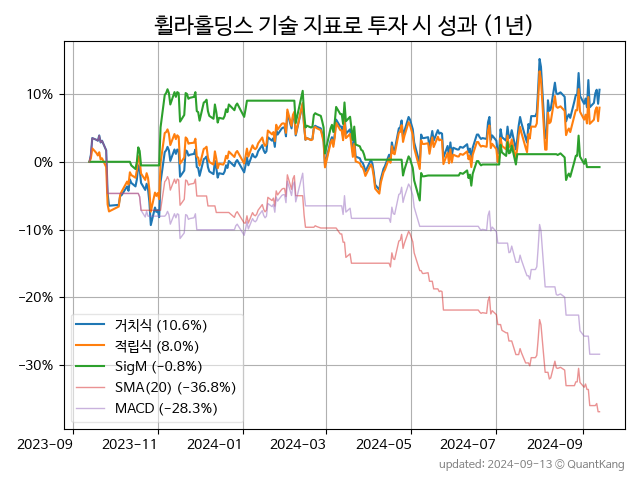 휠라홀딩스 기술 지표로 투자 시 성과 (1년)
10%
0%
−10%
−20%
−30%
거치식 (10.6%)
적립식 (8.0%)
SigM (−0.8%)
SMA(20) (−36.8%)
MACD (−28.3%)
2023-09 2023-11 2024-01 2024-03 2024-05 2024-07 2024-09
updated: 2024-09-13 © QuantKang